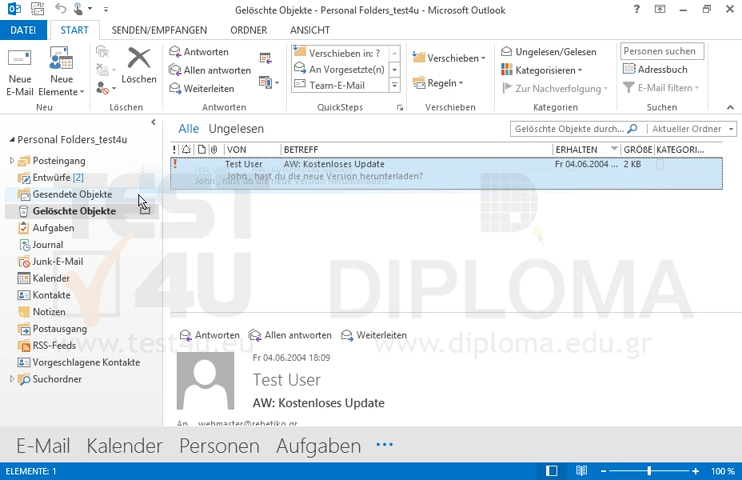 Gelöschte Objekte - Personal Folders_test4u - Microsoft Outlook
DATEI START SENDEN/EMPFANGEN ORDNER ANSICHT
Neue E-Mail
Neue Elemente
Neu
Löschen
Löschen
Antworten
Allen antworten
Weiterleiten
Antworten
Verschieben in: ?
An Vorgesetzte(n)
Team-E-Mail
QuickSteps
Verschieben
Regeln
Verschieben
Ungelesen/Gelesen
Kategorisieren
Zur Nachverfolgung
Kategorien
Personen suchen
Adressbuch
E-Mail filtern
Suchen
Personal Folders_test4u
Posteingang
Entwürfe [2]
Gesendete Objekte
Gelöschte Objekte
Aufgaben
Journal
Junk-E-Mail
Kalender
Kontakte
Notizen
Postausgang
RSS-Feeds
Vorgeschlagene Kontakte
Suchordner
Alle Ungelesen
Gelöschte Objekte durch...
Aktueller Ordner
VON BETREFF ERHALTEN GRÖßE KATEGORI...
Test User AW: Kostenloses Update Fr 04.06.2004 ... 2 KB
John, hast du die neue Version herunterladen?
TEST
4U
DIPLOMA
www.test4u.eu
www.diploma.edu.gr
Antworten Allen antworten Weiterleiten
Fr 04.06.2004 18:09
Test User
AW: Kostenloses Update
An webmaster@rebetiko.gr
E-Mail Kalender Personen Aufgaben
ELEMENTE: 1
100 %